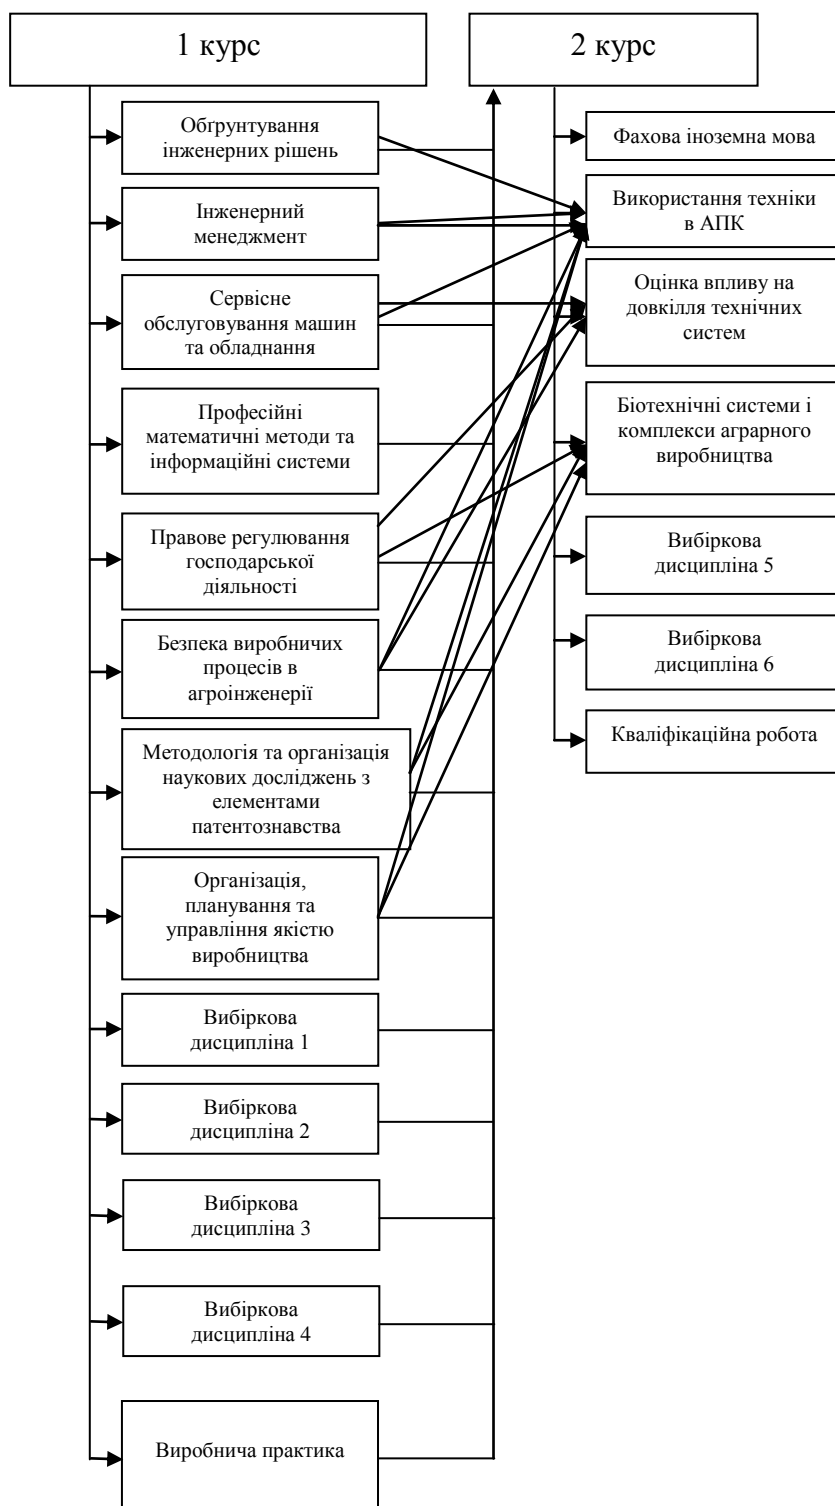 1 курс
Обґрунтування
інженерних рішень
Інженерний
менеджмент
Сервісне
обслуговування машин
та обладнання
Професійні
математичні методи та
інформаційні системи
Правове регулювання
господарської
діяльності
Безпека виробничих
процесів в
агроінженерії
Методологія та організація
наукових досліджень з
елементами
патентознавства
Організація,
планування та
управління якістю
виробництва
Вибіркова
дисципліна 1
Вибіркова
дисципліна 2
Вибіркова
дисципліна 3
Вибіркова
дисципліна 4
Виробнича практика
2 курс
Фахова іноземна мова
Використання техніки
в АПК
Оцінка впливу на
довкілля технічних
систем
Біотехнічні системи і
комплекси аграрного
виробництва
Вибіркова
дисципліна 5
Вибіркова
дисципліна 6
Кваліфікаційна робота